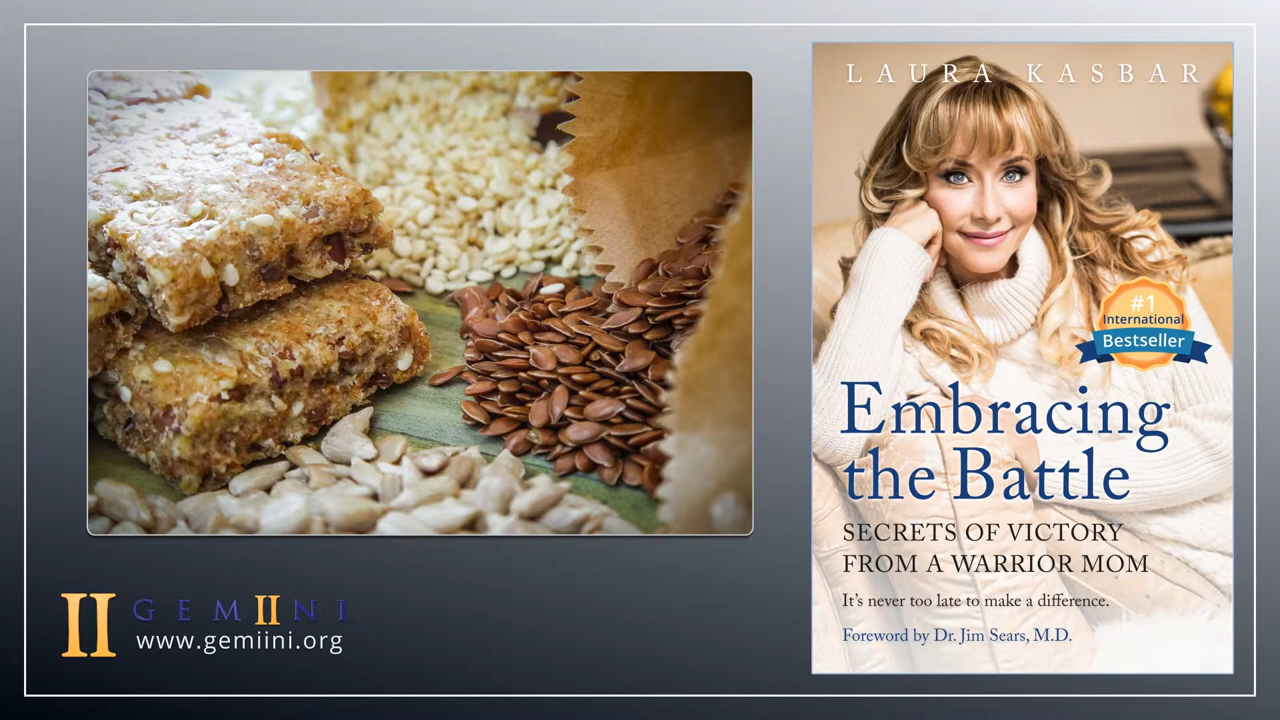 LAURA KASBAR
#1
International
Bestseller
Embracing
the Battle
SECRETS OF VICTORY
FROM A WARRIOR MOM
It's never too late to make a difference.
Foreword by Dr. Jim Sears, M.D.
II GEMIINI
www.gemiini.org